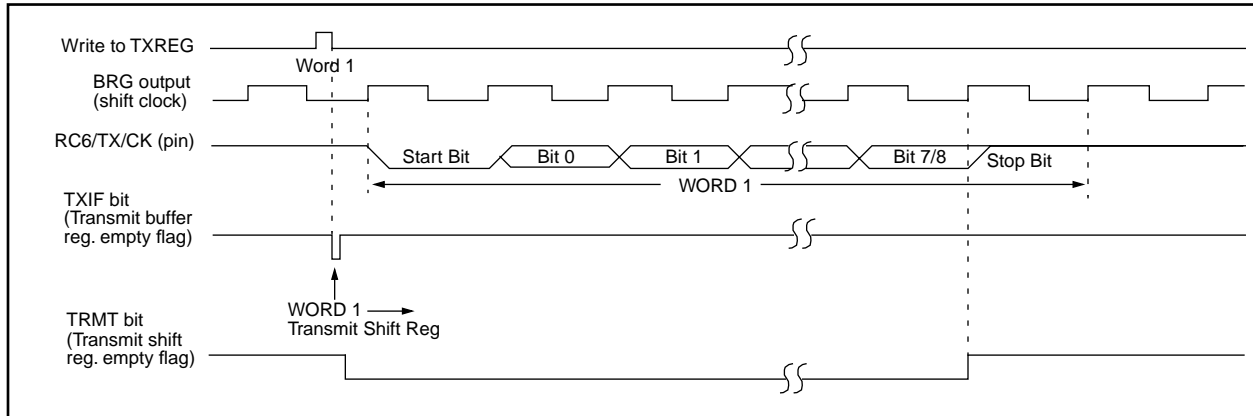 Write to TXREG
Word 1
BRG output
(shift clock)
RC6/TX/CK (pin)
Start Bit
Bit 0
Bit 1
Bit 7/8
Stop Bit
WORD 1
TXIF bit
(Transmit buffer
reg. empty flag)
WORD 1
Transmit Shift Reg
TRMT bit
(Transmit shift
reg. empty flag)